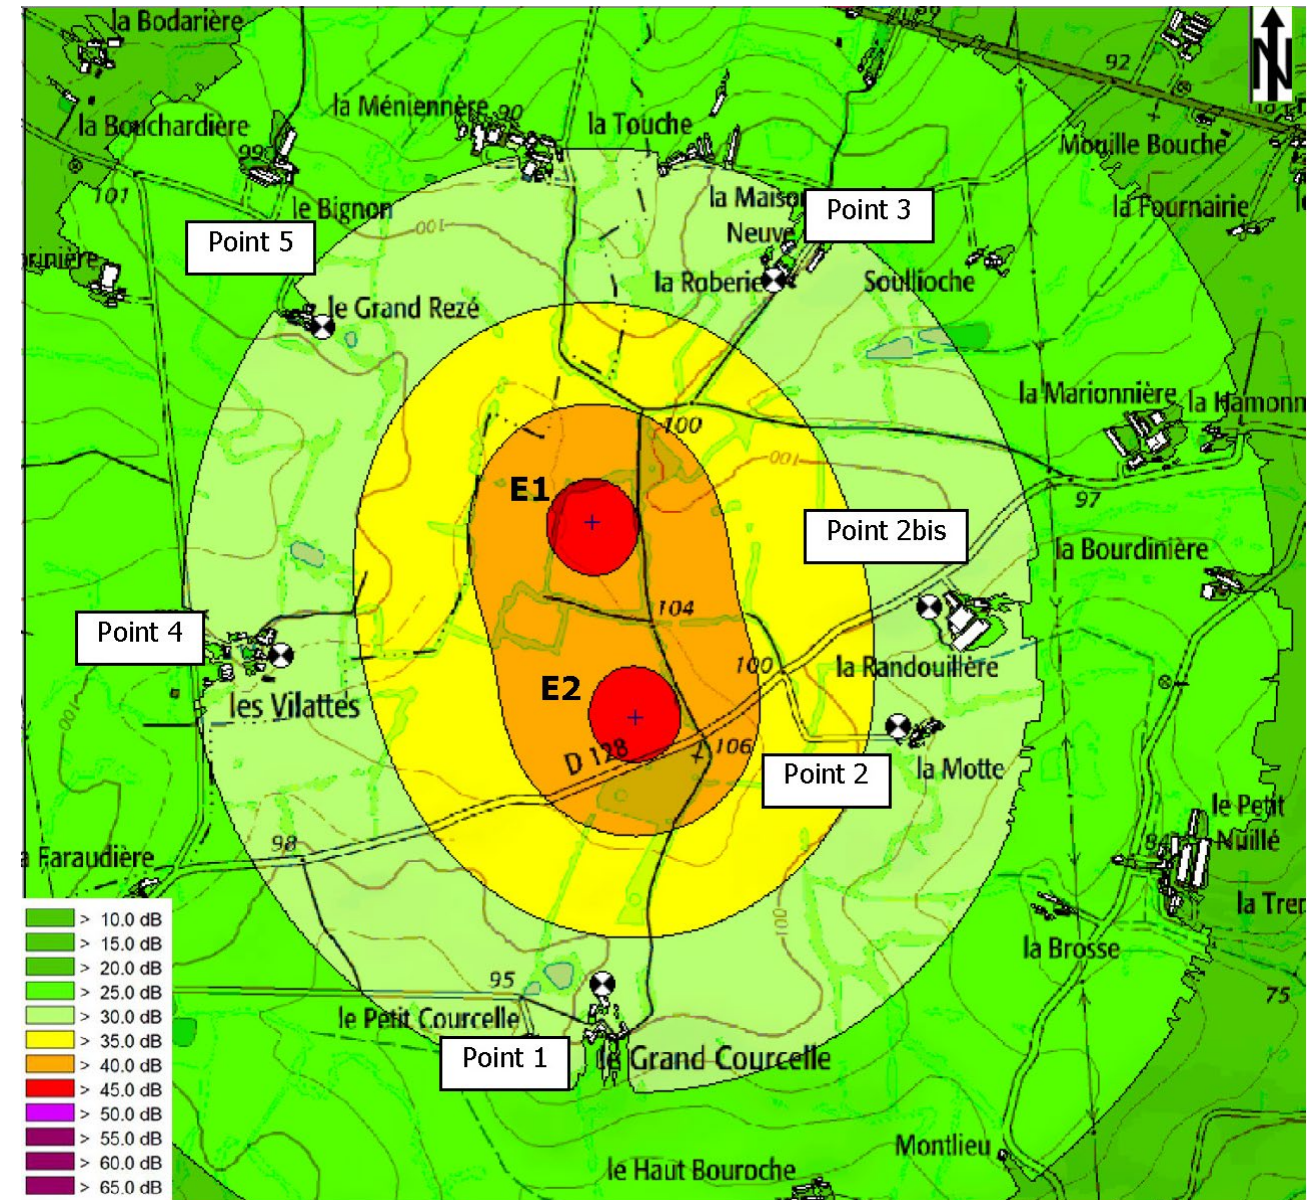 la Bodarière
N
92
la Méniennère
90
la Touche
la Bouchardière
99
Mouille Bouche
101
le Bignon
la Maison
Neuve
Point 3
la Fournairie
Point 5
100
la Roberie
Soullioche
le Grand Rezé
la Marionnière
100
100
E1
97
Point 2bis
la Bourdinière
104
Point 4
100
la Randouillère
E2
les Vilattes
100
D 128
106
Point 2
la Motte
le Petit
Nuillé
98
a Faraudière
la Brosse
95
100
75
le Petit Courcelle
Point 1
le Grand Courcelle
Montlieu
le Haut Bouroche
> 10.0 dB
> 15.0 dB
> 20.0 dB
> 25.0 dB
> 30.0 dB
> 35.0 dB
> 40.0 dB
> 45.0 dB
> 50.0 dB
> 55.0 dB
> 60.0 dB
> 65.0 dB